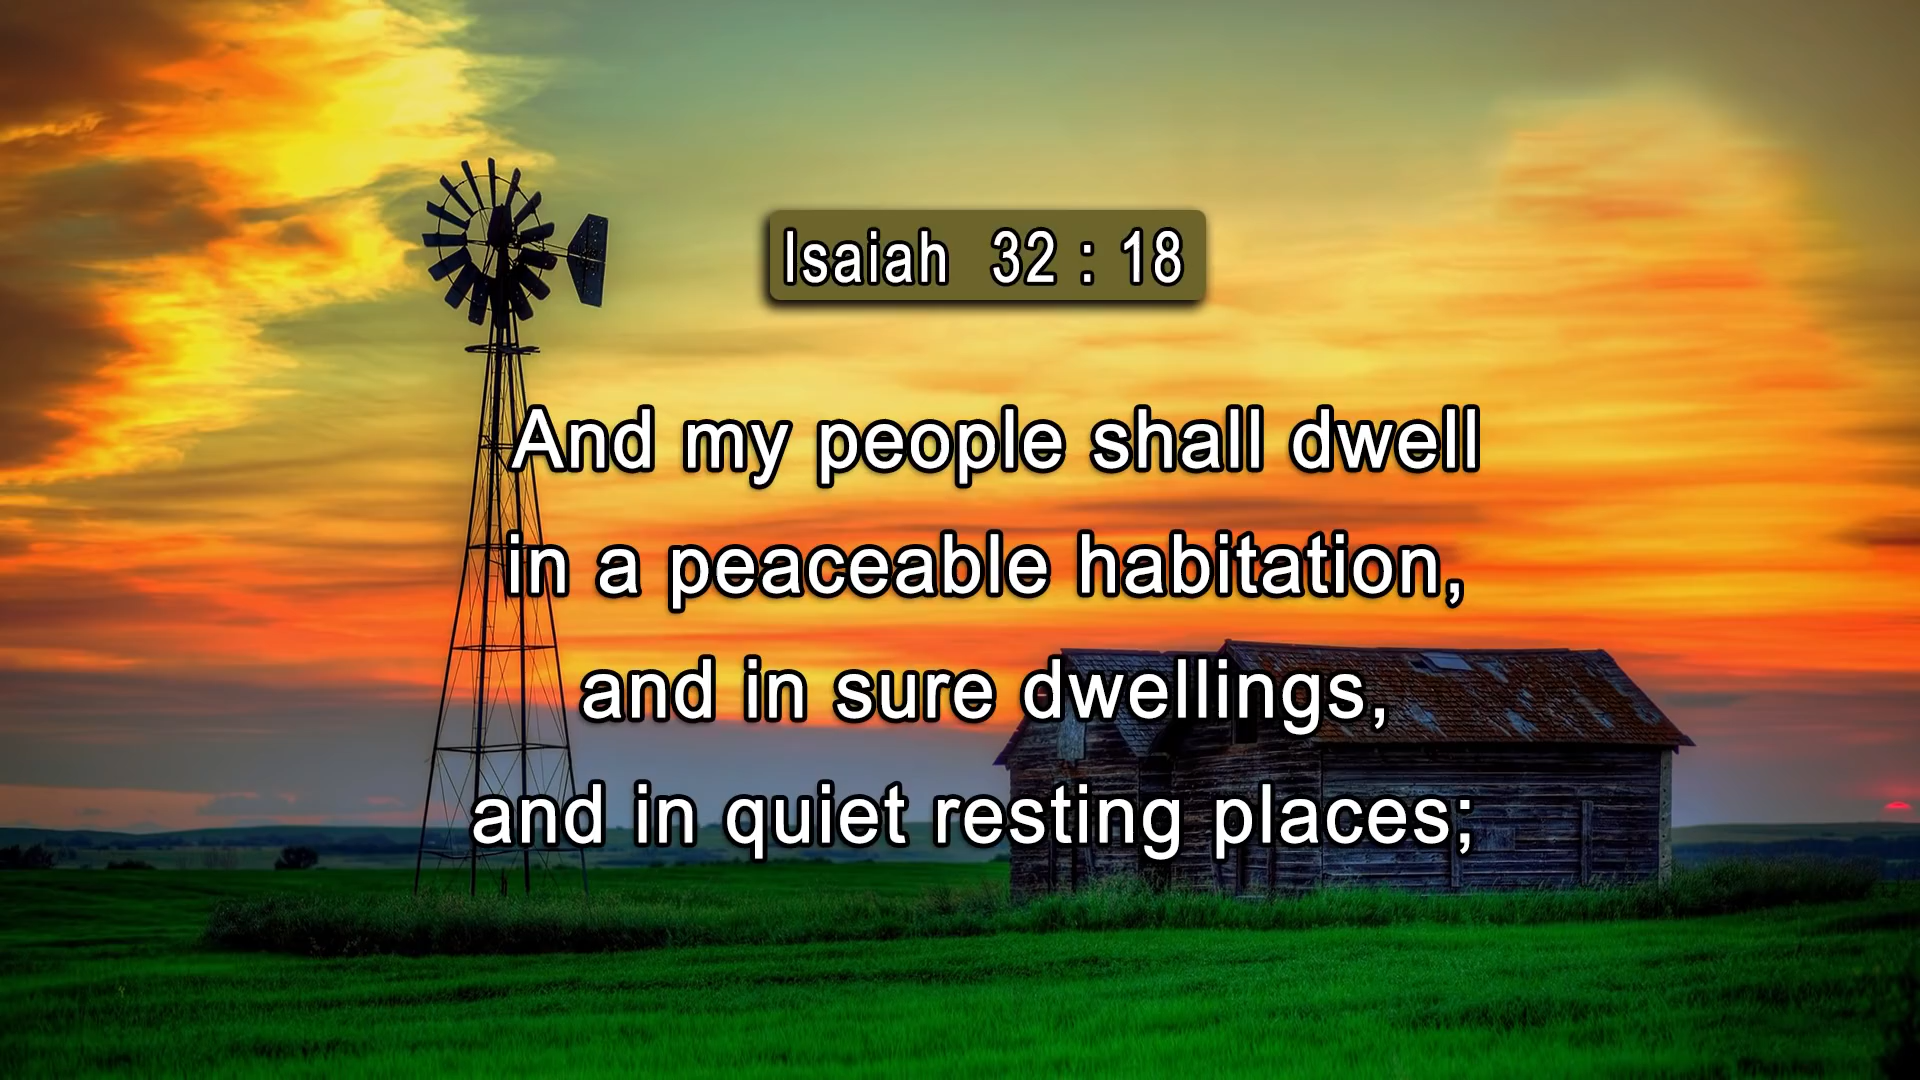 Isaiah 32 : 18
And my people shall dwell
in a peaceable habitation,
and in sure dwellings,
and in quiet resting places;